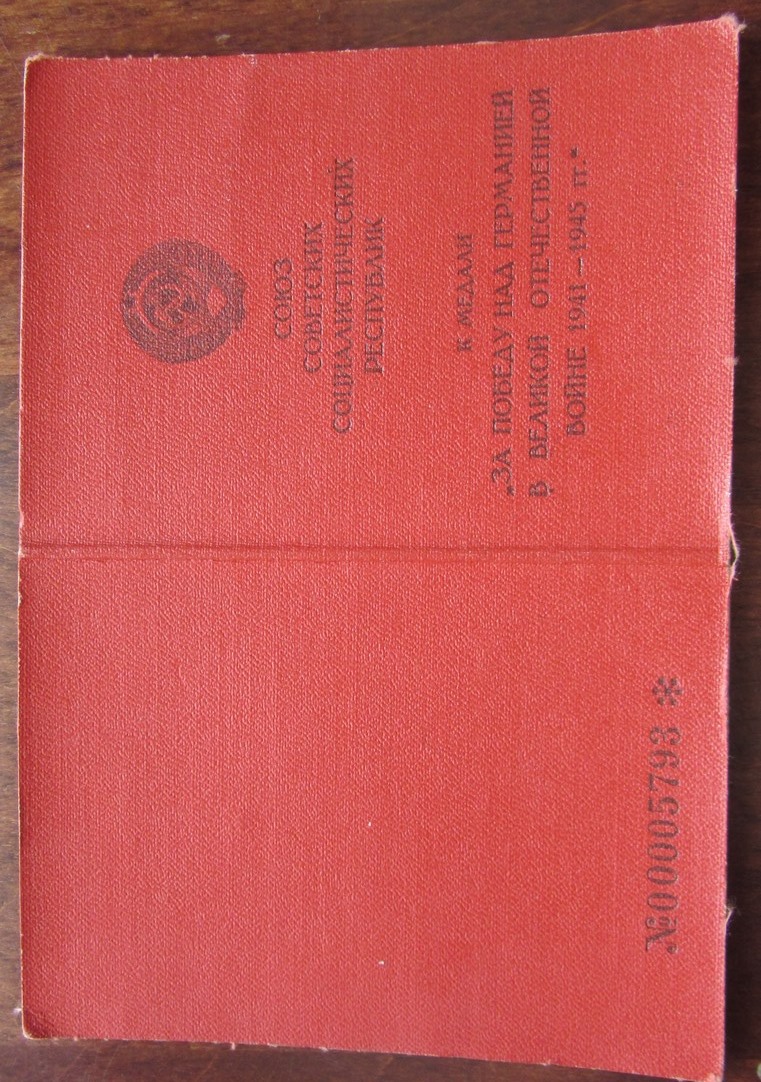 СОЮЗ
СОВЕТСКИХ
СОЦИАЛИСТИЧЕСКИХ
РЕСПУБЛИК
К МЕДАЛИ
„ЗА ПОБЕДУ НАД ГЕРМАНИЕЙ
В ВЕЛИКОЙ ОТЕЧЕСТВЕННОЙ
ВОЙНЕ 1941 — 1945 гг.“
№00005793 *